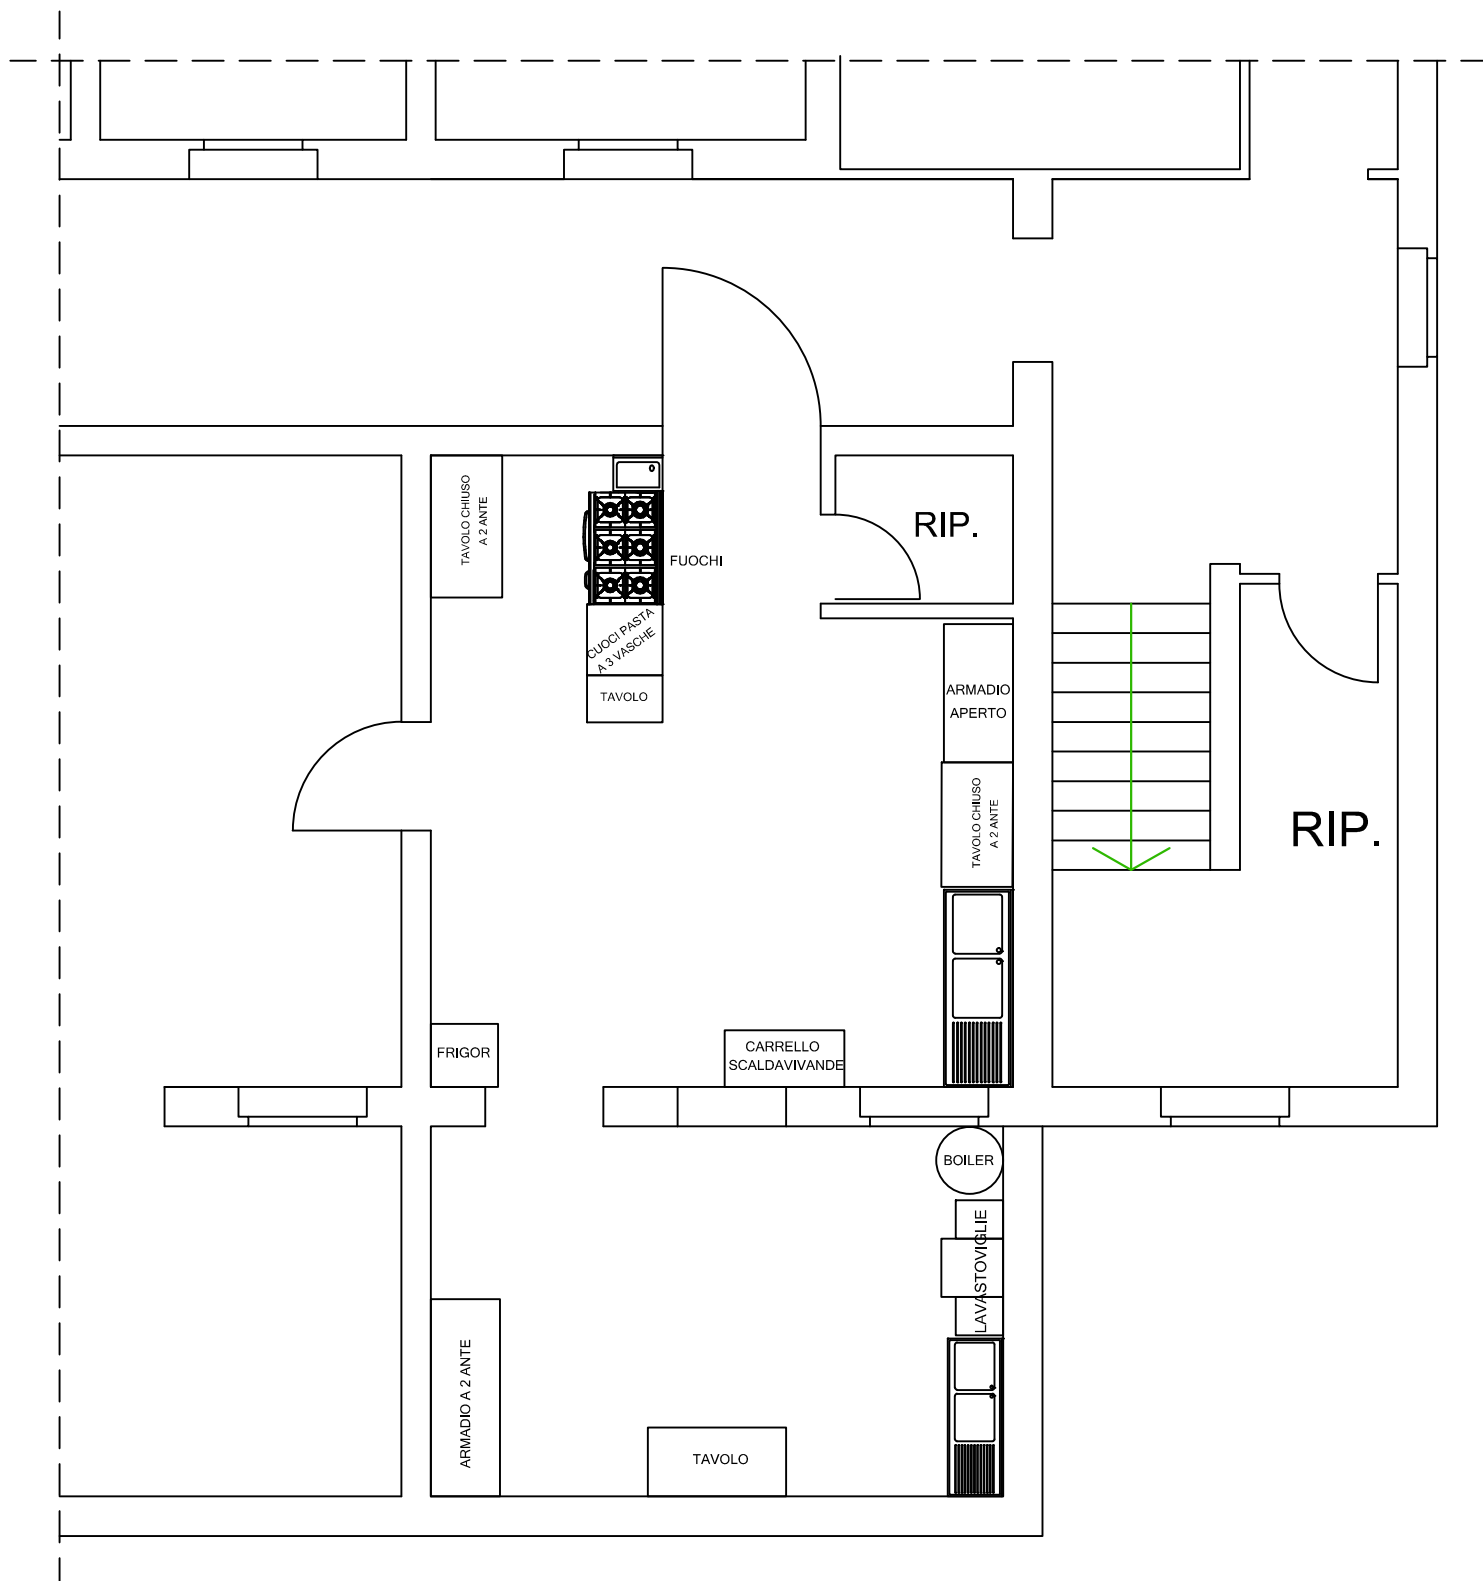 TAVOLO CHIUSO
A 2 ANTE
RIP.
FUOCHI
CUOCI PASTA
A 3 VASCHE
TAVOLO
ARMADIO
APERTO
TAVOLO CHIUSO
A 2 ANTE
RIP.
FRIGOR
CARRELLO
SCALDAVIVANDE
BOILER
LAVASTOVIGLIE
ARMADIO A 2 ANTE
TAVOLO